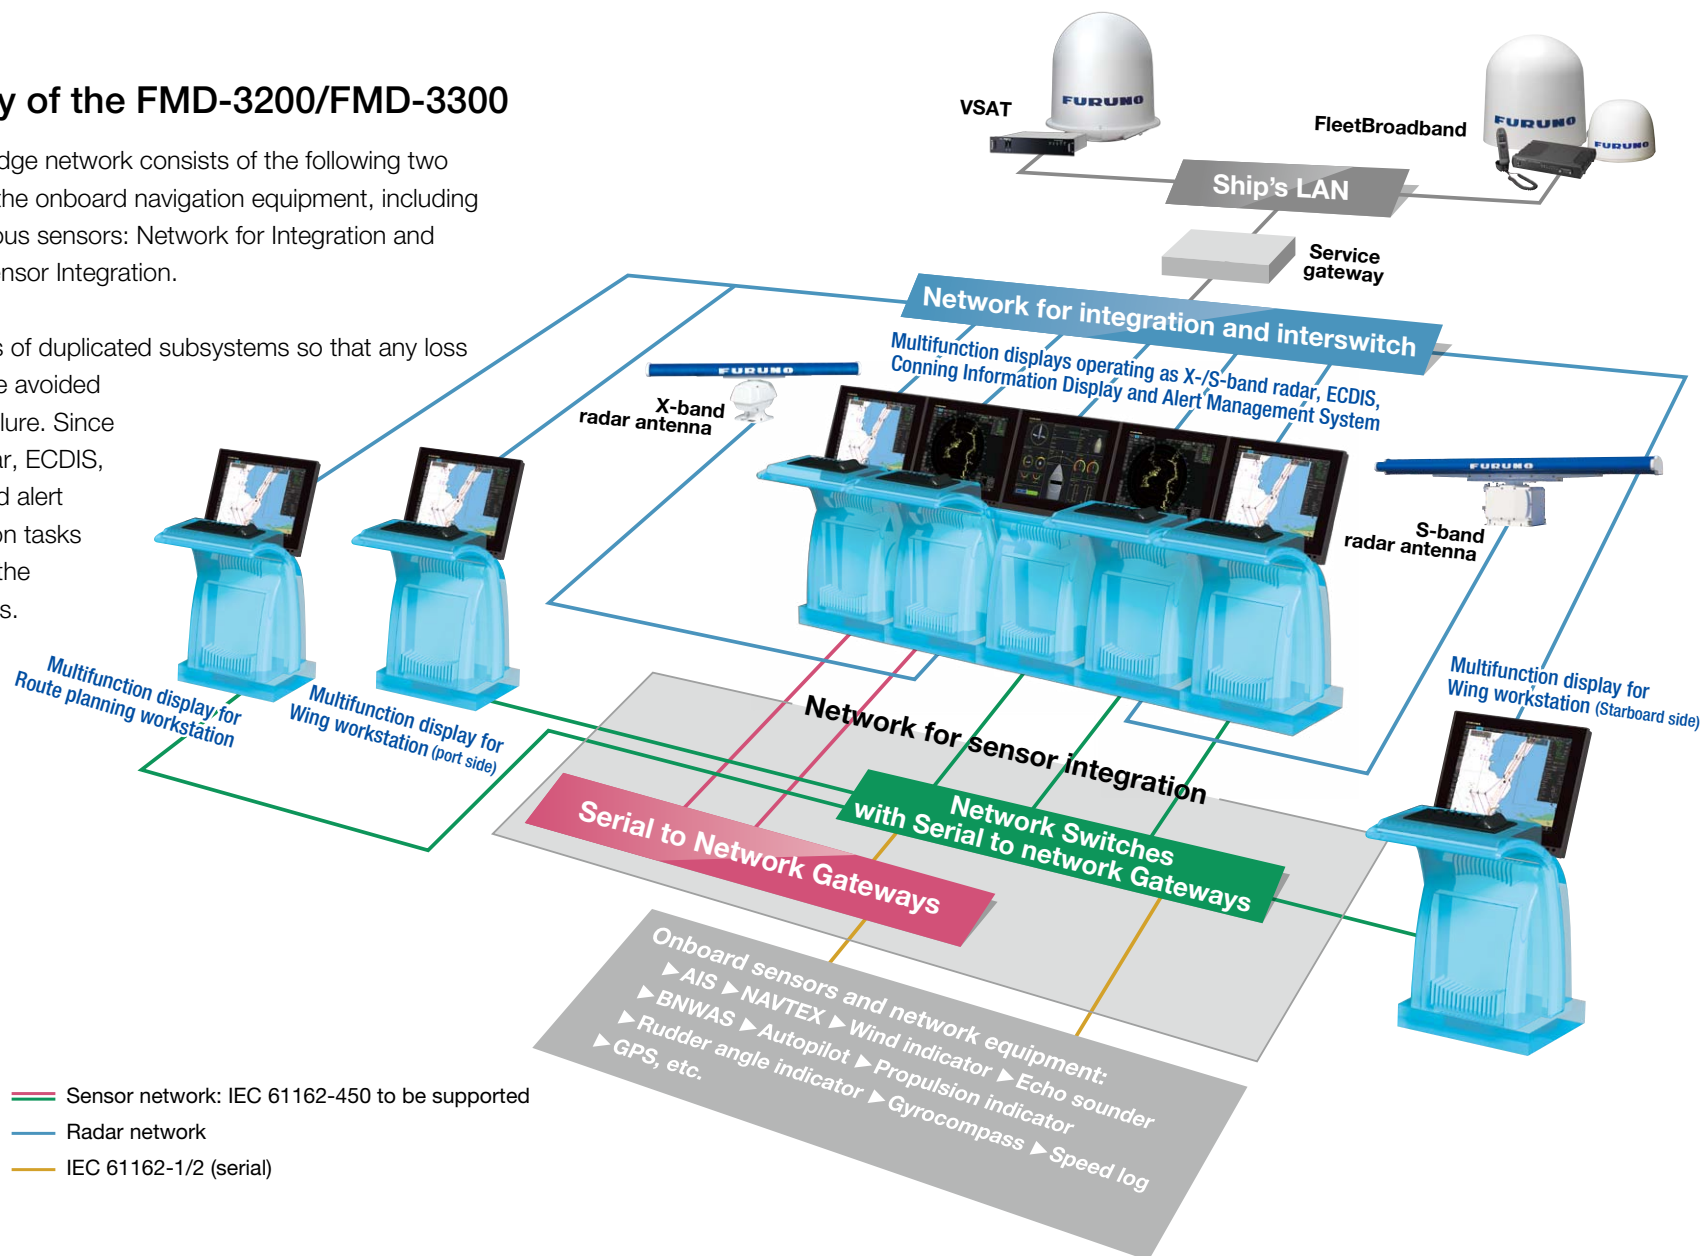 y of the FMD-3200/FMD-3300
dge network consists of the following two
the onboard navigation equipment, including
ous sensors: Network for Integration and
ensor Integration.
s of duplicated subsystems so that any loss
e avoided
ilure. Since
ar, ECDIS,
d alert
on tasks
the
s.
VSAT
FURUNO
FleetBroadband
FURUNO
FURUNO
Ship's LAN
Service
gateway
Network for integration and interswitch
Multifunction displays operating as X-/S-band radar, ECDIS,
Conning Information Display and Alert Management System
FURUNO
X-band
radar antenna
FURUNO
S-band
radar antenna
Multifunction display for
Route planning workstation
Multifunction display for
Wing workstation (port side)
Multifunction display for
Wing workstation (Starboard side)
Network for sensor integration
Serial to Network Gateways
Network Switches
with Serial to network Gateways
Onboard sensors and network equipment:
▶AIS ▶NAVTEX ▶Wind indicator ▶Echo sounder
▶BNWAS ▶Autopilot ▶Propulsion indicator
▶Rudder angle indicator ▶Gyrocompass ▶Speed log
▶GPS, etc.
Sensor network: IEC 61162-450 to be supported
Radar network
IEC 61162-1/2 (serial)